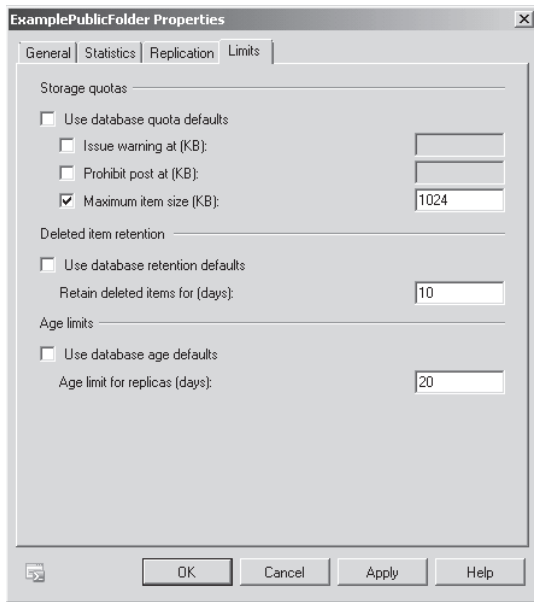 ExamplePublicFolder Properties
General Statistics Replication Limits
Storage quotas
Use database quota defaults
Issue warning at (KB):
Prohibit post at (KB):
Maximum item size (KB): 1024
Deleted item retention
Use database retention defaults
Retain deleted items for (days): 10
Age limits
Use database age defaults
Age limit for replicas (days): 20
OK Cancel Apply Help